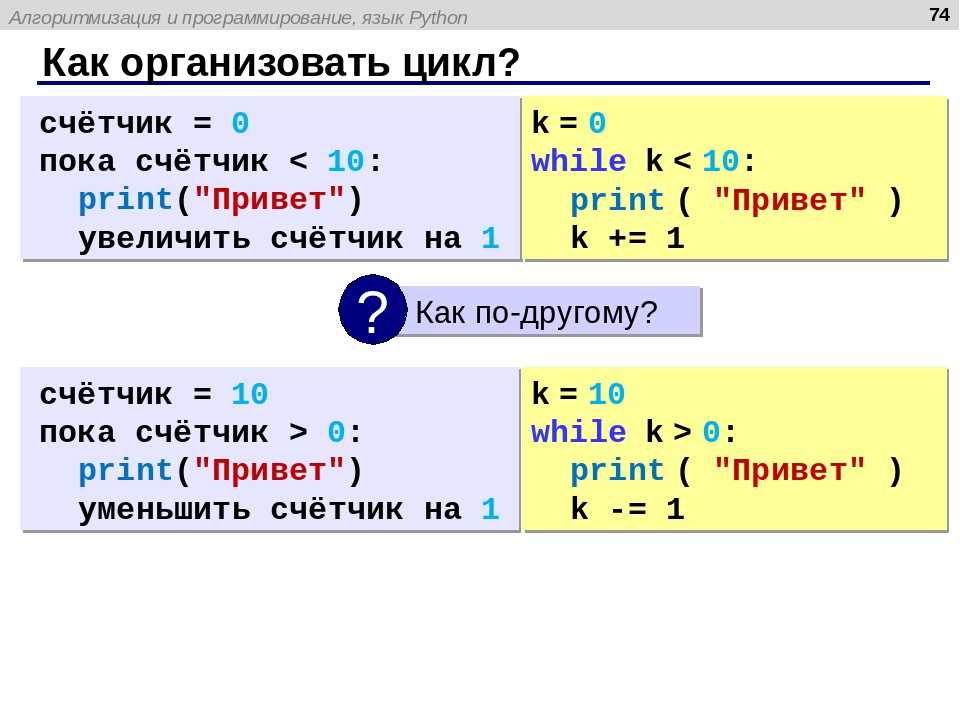 Алгоритмизация и программирование, язык Python
74
Как организовать цикл?
счётчик = 0
пока счётчик < 10:
print("Привет")
увеличить счётчик на 1
k = 0
while k < 10:
print ( "Привет" )
k += 1
? Как по-другому?
счётчик = 10
пока счётчик > 0:
print("Привет")
уменьшить счётчик на 1
k = 10
while k > 0:
print ( "Привет" )
k -= 1